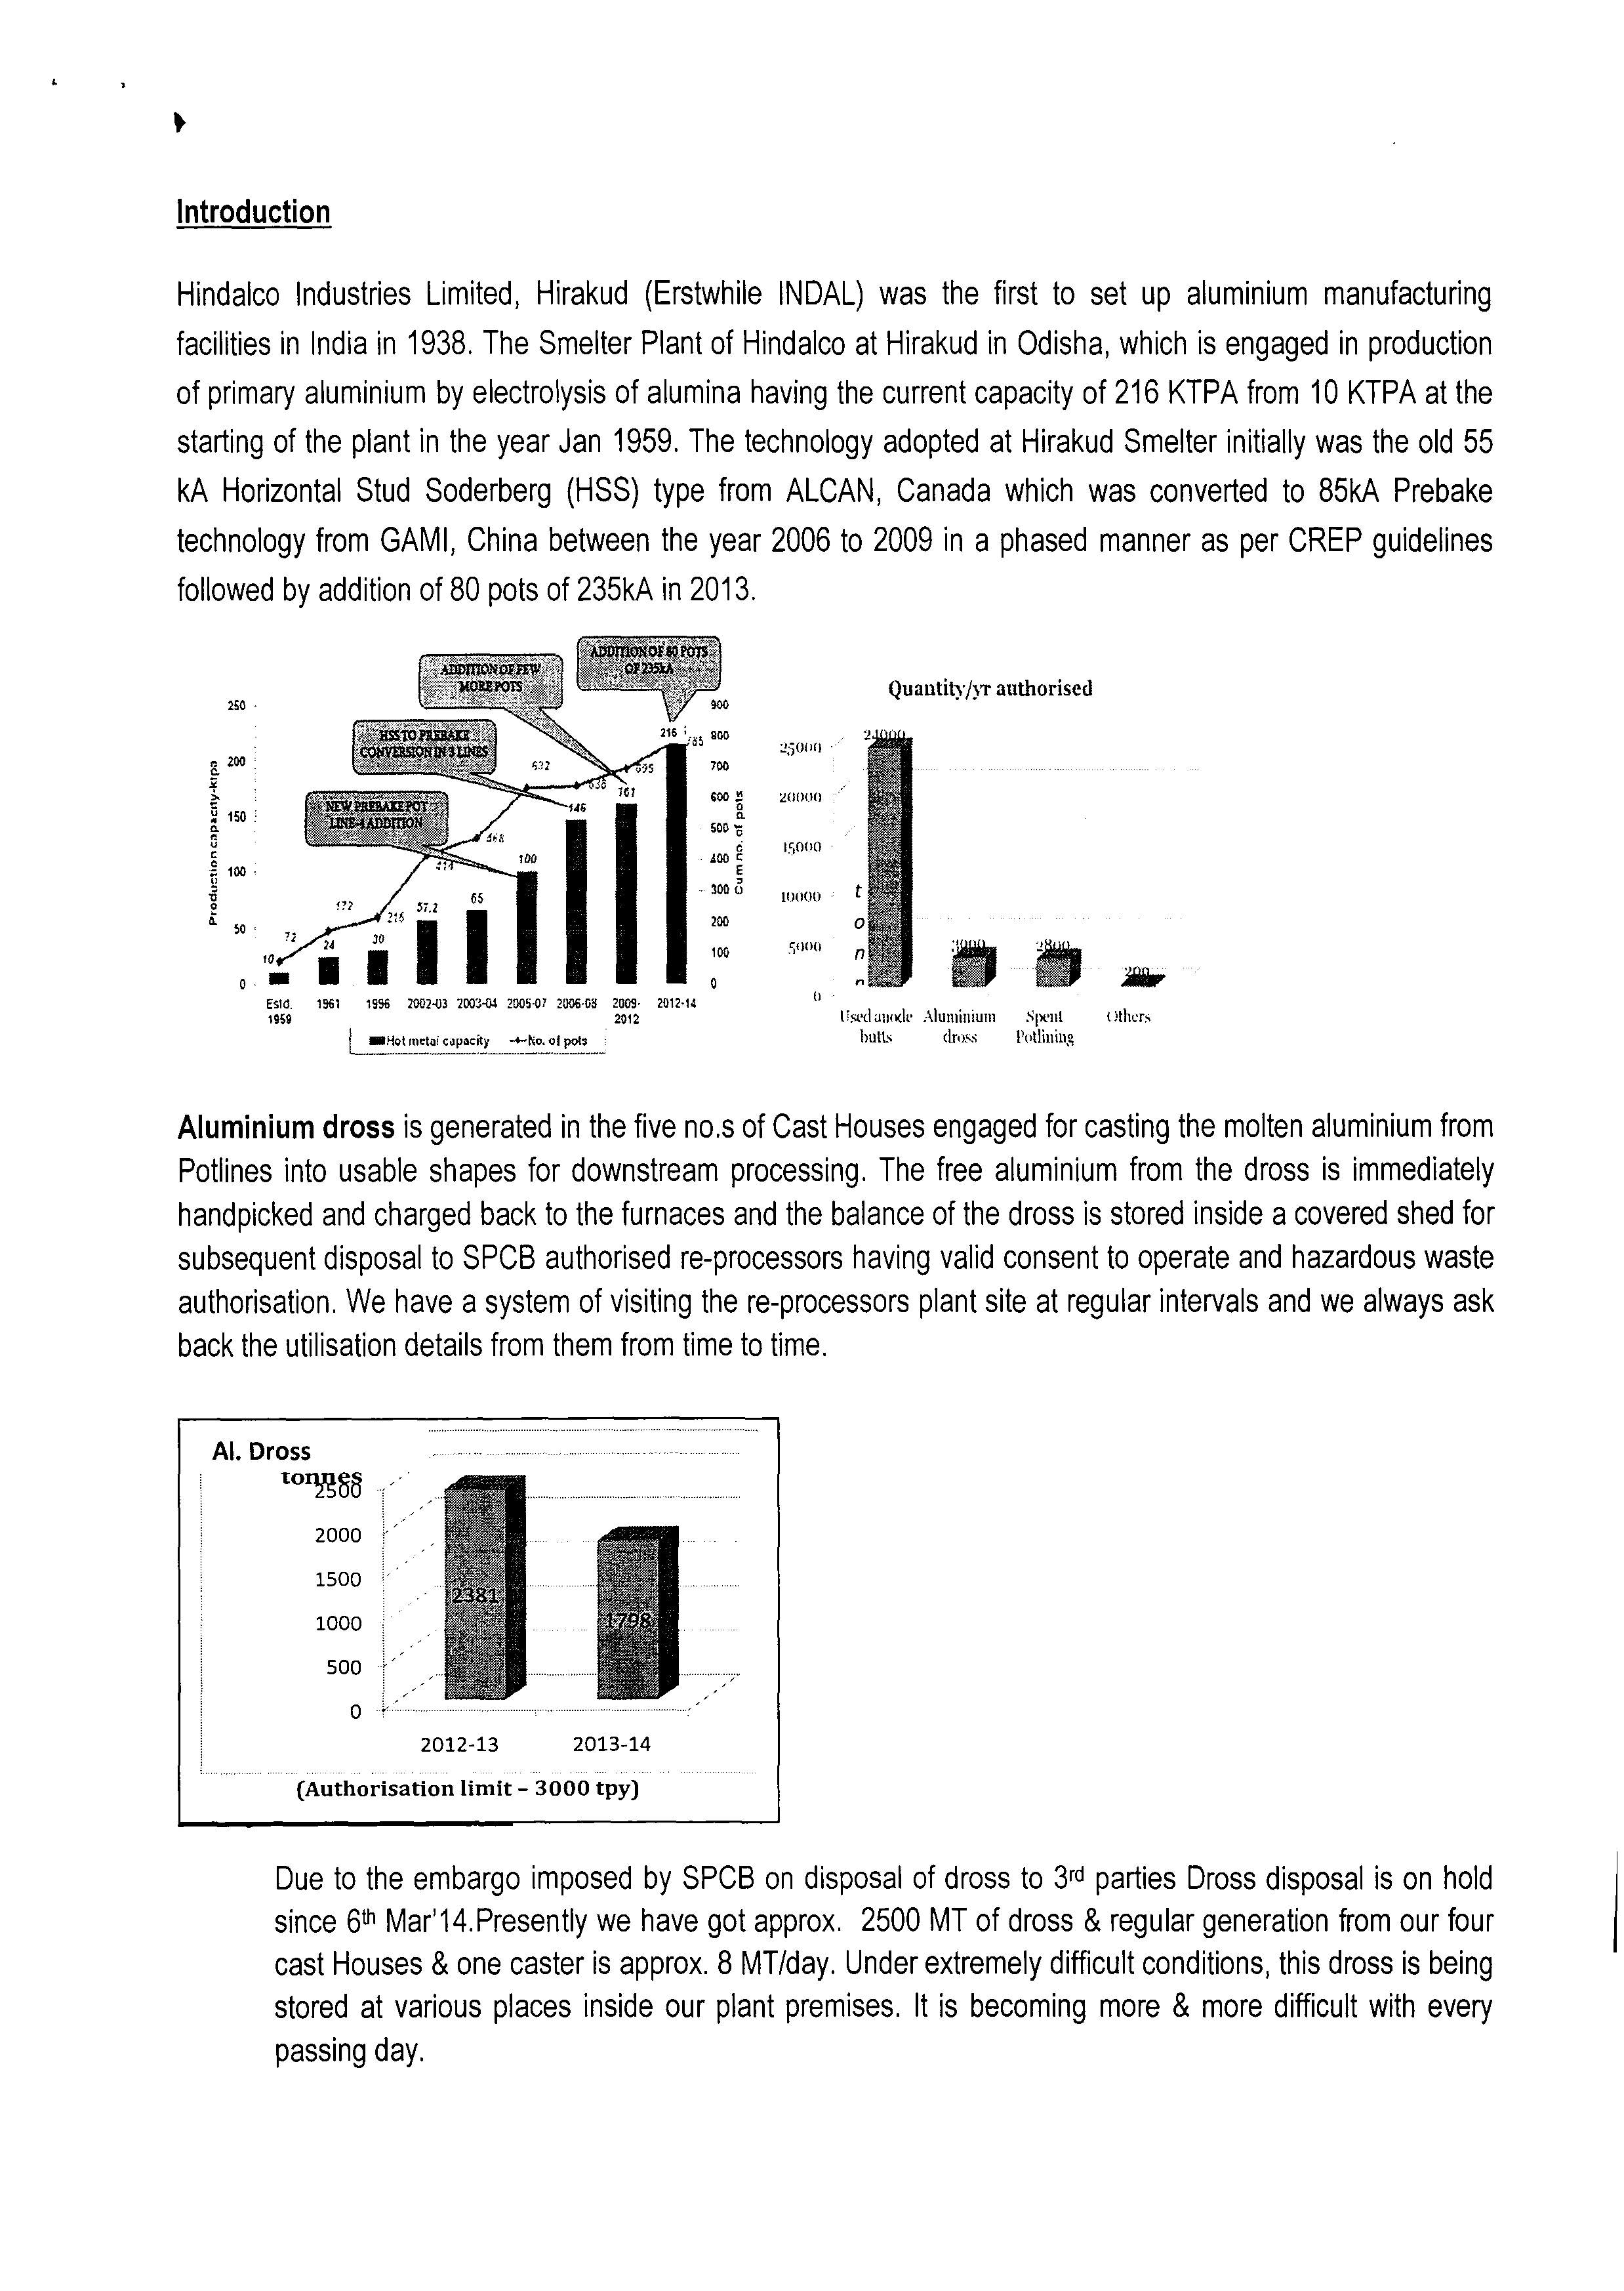 Introduction
Hindalco Industries Limited, Hirakud (Erstwhile INDAL) was the first to set up aluminium manufacturing
facilities in India in 1938. The Smelter Plant of Hindalco at Hirakud in Odisha, which is engaged in production
of primary aluminium by electrolysis of alumina having the current capacity of 216 KTPA from 10 KTPA at the
starting of the plant in the year Jan 1959. The technology adopted at Hirakud Smelter initially was the old 55
kA Horizontal Stud Soderberg (HSS) type from ALCAN, Canada which was converted to 85kA Prebake
technology from GAMI, China between the year 2006 to 2009 in a phased manner as per CREP guidelines
followed by addition of 80 pots of 235kA in 2013.
ADDITION OF 80 POTS
OF 235kA
ADDITION OF FEW
MORE POTS
HSS TO PREBAKE
CONVERSION IN 3 LINES
NEW PREBAKE POT
LINE-4 ADDITION
Production capacity-ktpa
250
200
150
100
50
0
10 24 30 57.2 65 100 146 161 216
72 172 216 414 468 632 638 695 785
900
800
700
600
500
400
300
200
100
0
Cum no. of pots
Estd. 1959
1961
1996
2002-03
2003-04
2005-07
2006-08
2009-2012
2012-14
Hot metal capacity
No. of pots
Quantity/yr authorised
25000
20000
15000
10000
5000
0
t
o
n
n
24000
3000
2800
200
Used anode butts
Aluminium dross
Spent Potlining
Others
Aluminium dross is generated in the five no.s of Cast Houses engaged for casting the molten aluminium from
Potlines into usable shapes for downstream processing. The free aluminium from the dross is immediately
handpicked and charged back to the furnaces and the balance of the dross is stored inside a covered shed for
subsequent disposal to SPCB authorised re-processors having valid consent to operate and hazardous waste
authorisation. We have a system of visiting the re-processors plant site at regular intervals and we always ask
back the utilisation details from them from time to time.
Al. Dross
tonnes
2500
2000
1500
1000
500
0
2381
1798
2012-13
2013-14
(Authorisation limit – 3000 tpy)
Due to the embargo imposed by SPCB on disposal of dross to 3rd parties Dross disposal is on hold
since 6th Mar'14.Presently we have got approx. 2500 MT of dross & regular generation from our four
cast Houses & one caster is approx. 8 MT/day. Under extremely difficult conditions, this dross is being
stored at various places inside our plant premises. It is becoming more & more difficult with every
passing day.